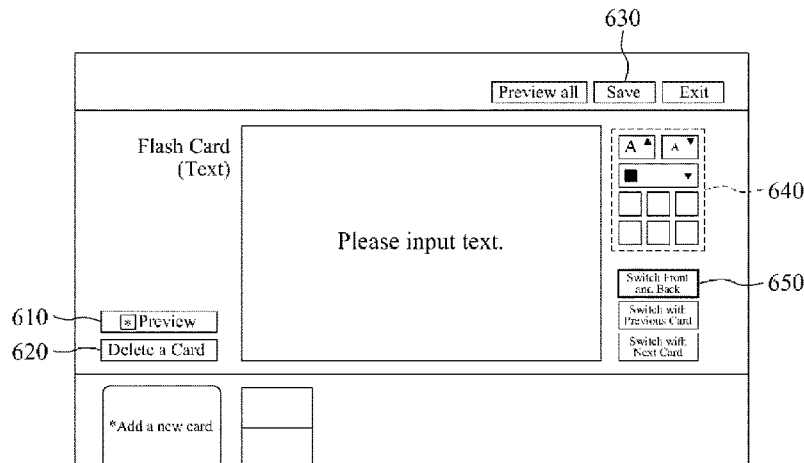 630
Preview all Save Exit
Flash Card
(Text)
A A
640
Please input text.
Switch Front
and Back
650
Switch with
Previous Card
Switch with
Next Card
610
* Preview
620
Delete a Card
*Add a new card